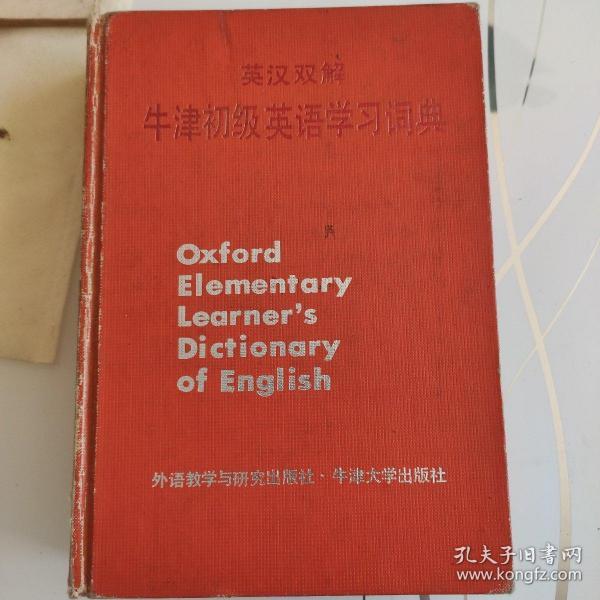 英汉双解
牛津初级英语学习词典
Oxford
Elementary
Learner's
Dictionary
of English
外语教学与研究出版社·牛津大学出版社
孔夫子旧书网
www.kongfz.com